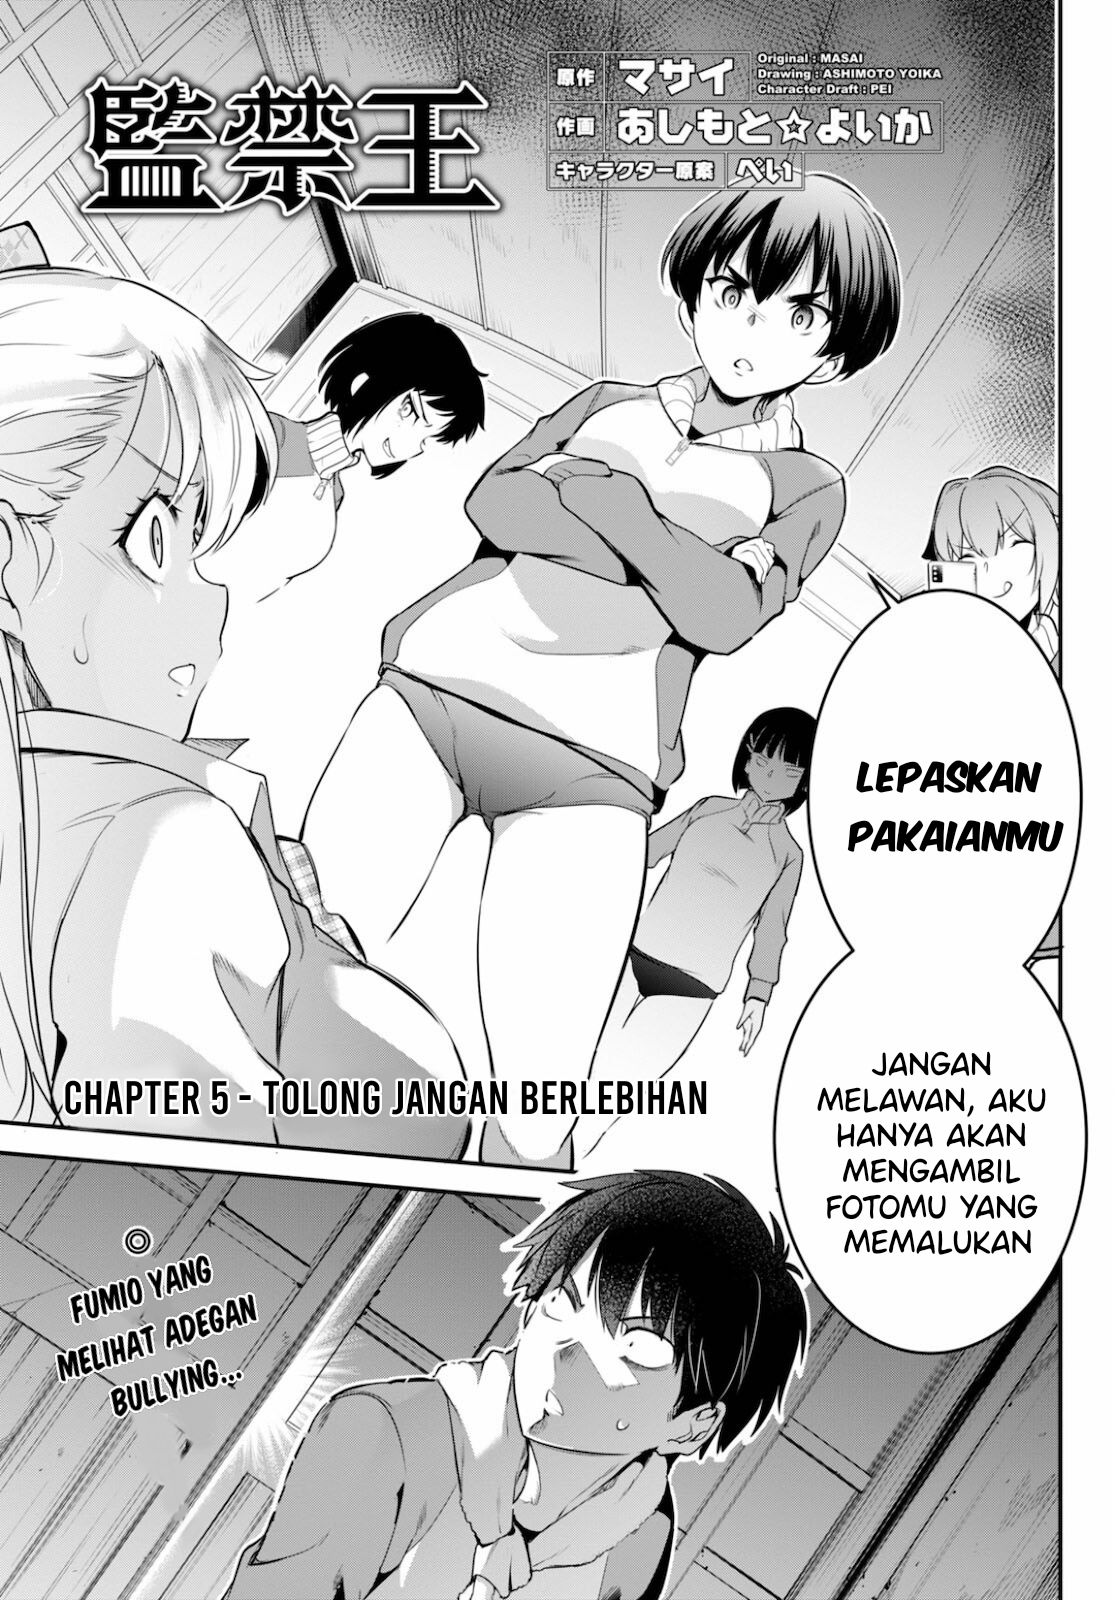 監禁王
原作 マサイ
Original : MASAI
Drawing : ASHIMOTO YOIKA
Character Draft : PEI
作画 あしもと☆よいか
キャラクター原案 ぺい
LEPASKAN
PAKAIANMU
JANGAN
MELAWAN, AKU
HANYA AKAN
MENGAMBIL
FOTOMU YANG
MEMALUKAN
CHAPTER 5 - TOLONG JANGAN BERLEBIHAN
FUMIO YANG
MELIHAT ADEGAN
BULLYING...